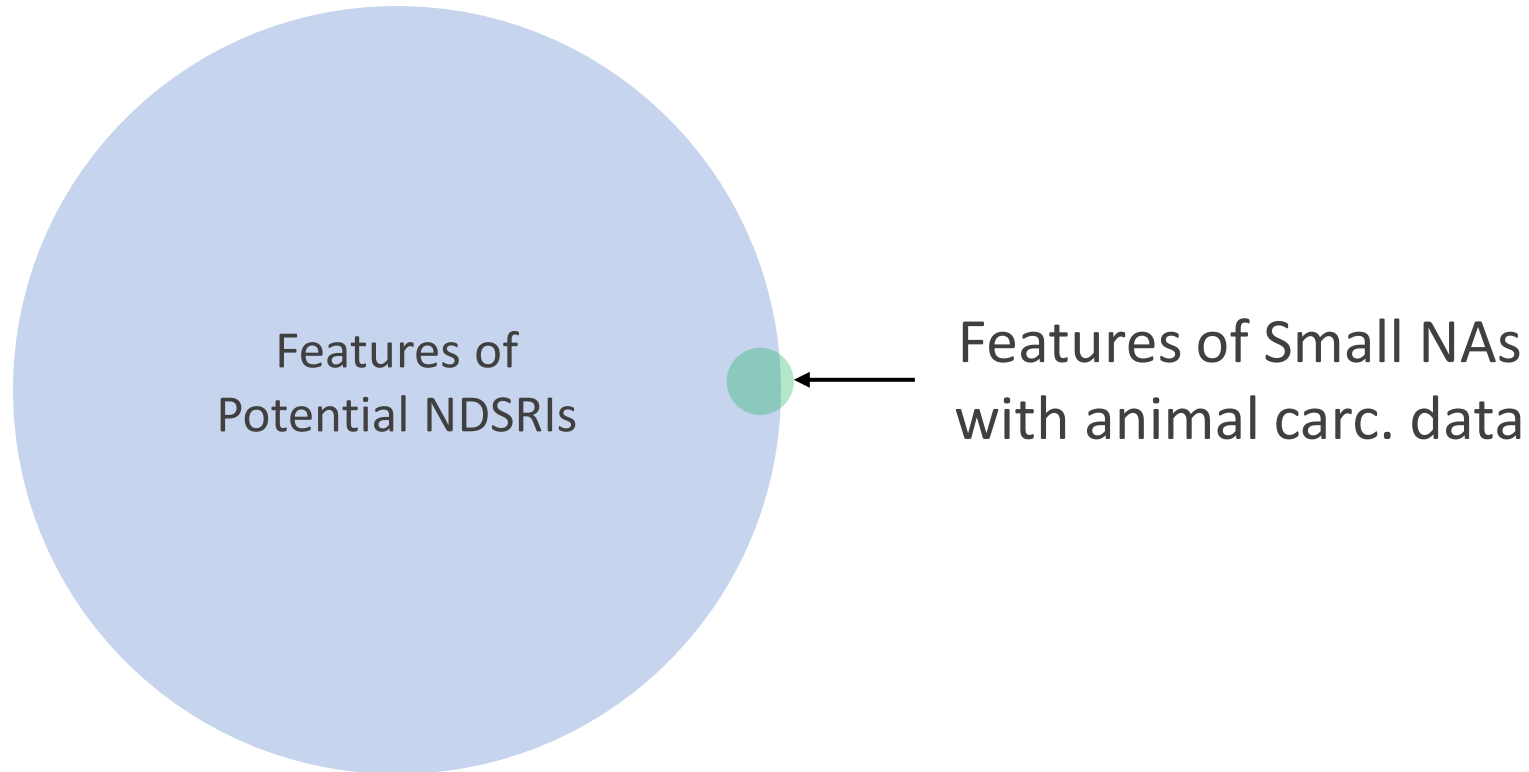 Features of
Potential NDSRIs
Features of Small NAs
with animal carc. data